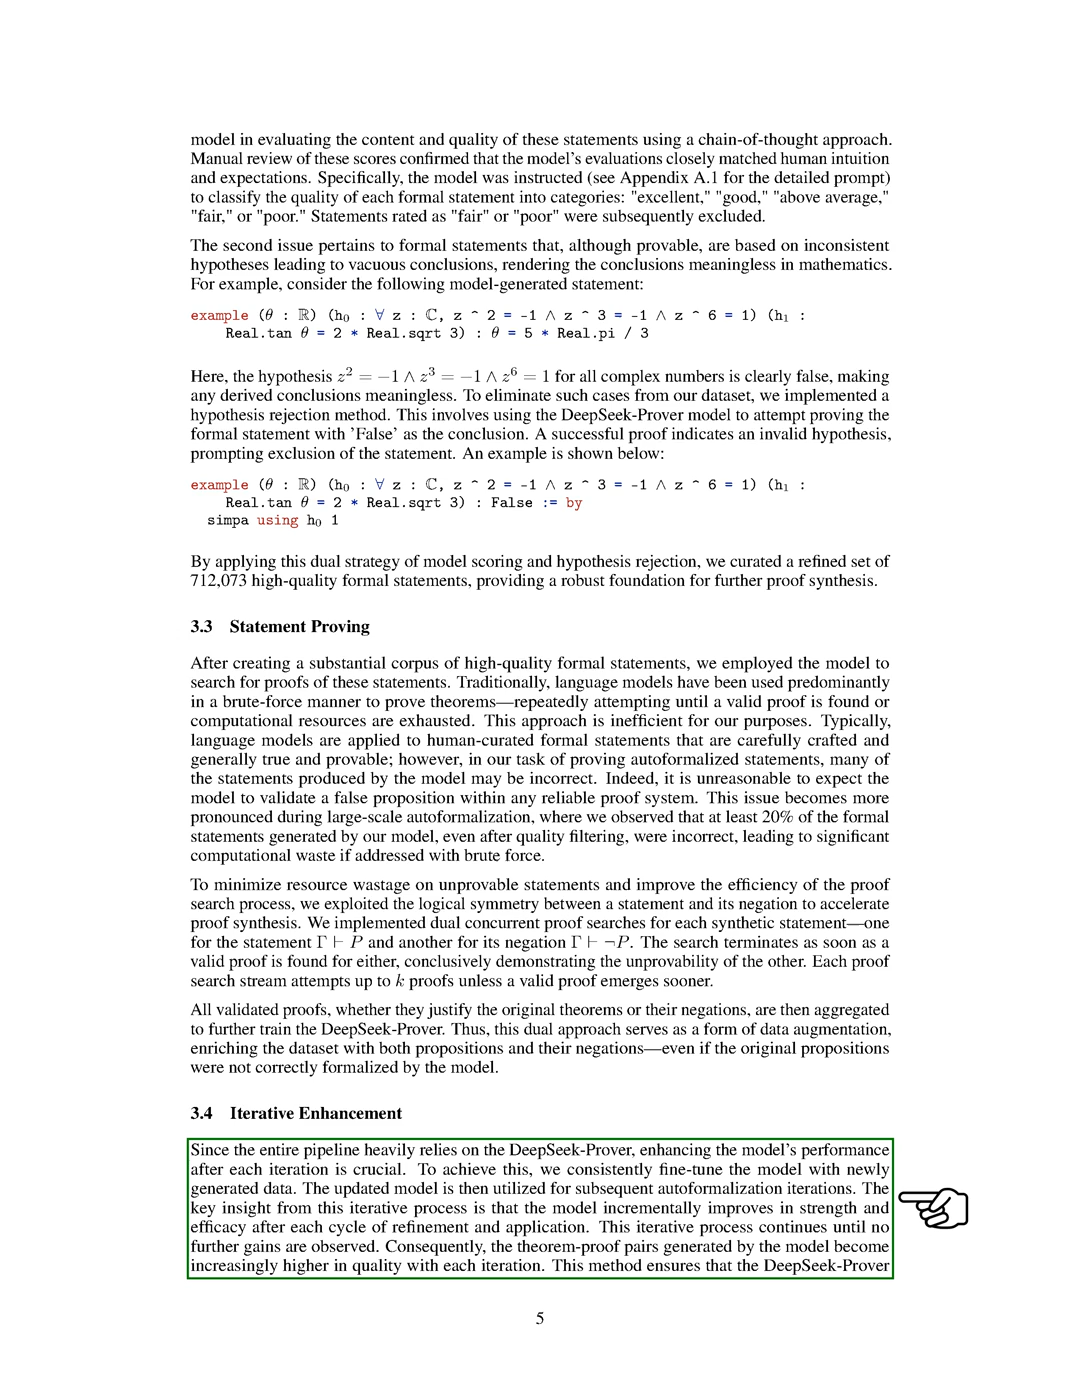 model in evaluating the content and quality of these statements using a chain-of-thought approach.
Manual review of these scores confirmed that the model's evaluations closely matched human intuition
and expectations. Specifically, the model was instructed (see Appendix A.1 for the detailed prompt)
to classify the quality of each formal statement into categories: "excellent," "good," "above average,"
"fair," or "poor." Statements rated as "fair" or "poor" were subsequently excluded.
The second issue pertains to formal statements that, although provable, are based on inconsistent
hypotheses leading to vacuous conclusions, rendering the conclusions meaningless in mathematics.
For example, consider the following model-generated statement:
example (θ : ℝ) (h₀ : ∀ z : ℂ, z ^ 2 = -1 ∧ z ^ 3 = -1 ∧ z ^ 6 = 1) (h₁ :
Real.tan θ = 2 * Real.sqrt 3) : θ = 5 * Real.pi / 3
Here, the hypothesis z² = −1 ∧ z³ = −1 ∧ z⁶ = 1 for all complex numbers is clearly false, making
any derived conclusions meaningless. To eliminate such cases from our dataset, we implemented a
hypothesis rejection method. This involves using the DeepSeek-Prover model to attempt proving the
formal statement with 'False' as the conclusion. A successful proof indicates an invalid hypothesis,
prompting exclusion of the statement. An example is shown below:
example (θ : ℝ) (h₀ : ∀ z : ℂ, z ^ 2 = -1 ∧ z ^ 3 = -1 ∧ z ^ 6 = 1) (h₁ :
Real.tan θ = 2 * Real.sqrt 3) : False := by
simpa using h₀ 1
By applying this dual strategy of model scoring and hypothesis rejection, we curated a refined set of
712,073 high-quality formal statements, providing a robust foundation for further proof synthesis.
3.3 Statement Proving
After creating a substantial corpus of high-quality formal statements, we employed the model to
search for proofs of these statements. Traditionally, language models have been used predominantly
in a brute-force manner to prove theorems—repeatedly attempting until a valid proof is found or
computational resources are exhausted. This approach is inefficient for our purposes. Typically,
language models are applied to human-curated formal statements that are carefully crafted and
generally true and provable; however, in our task of proving autoformalized statements, many of
the statements produced by the model may be incorrect. Indeed, it is unreasonable to expect the
model to validate a false proposition within any reliable proof system. This issue becomes more
pronounced during large-scale autoformalization, where we observed that at least 20% of the formal
statements generated by our model, even after quality filtering, were incorrect, leading to significant
computational waste if addressed with brute force.
To minimize resource wastage on unprovable statements and improve the efficiency of the proof
search process, we exploited the logical symmetry between a statement and its negation to accelerate
proof synthesis. We implemented dual concurrent proof searches for each synthetic statement—one
for the statement Γ ⊢ P and another for its negation Γ ⊢ ¬P. The search terminates as soon as a
valid proof is found for either, conclusively demonstrating the unprovability of the other. Each proof
search stream attempts up to k proofs unless a valid proof emerges sooner.
All validated proofs, whether they justify the original theorems or their negations, are then aggregated
to further train the DeepSeek-Prover. Thus, this dual approach serves as a form of data augmentation,
enriching the dataset with both propositions and their negations—even if the original propositions
were not correctly formalized by the model.
3.4 Iterative Enhancement
Since the entire pipeline heavily relies on the DeepSeek-Prover, enhancing the model's performance
after each iteration is crucial. To achieve this, we consistently fine-tune the model with newly
generated data. The updated model is then utilized for subsequent autoformalization iterations. The
key insight from this iterative process is that the model incrementally improves in strength and
efficacy after each cycle of refinement and application. This iterative process continues until no
further gains are observed. Consequently, the theorem-proof pairs generated by the model become
increasingly higher in quality with each iteration. This method ensures that the DeepSeek-Prover
5